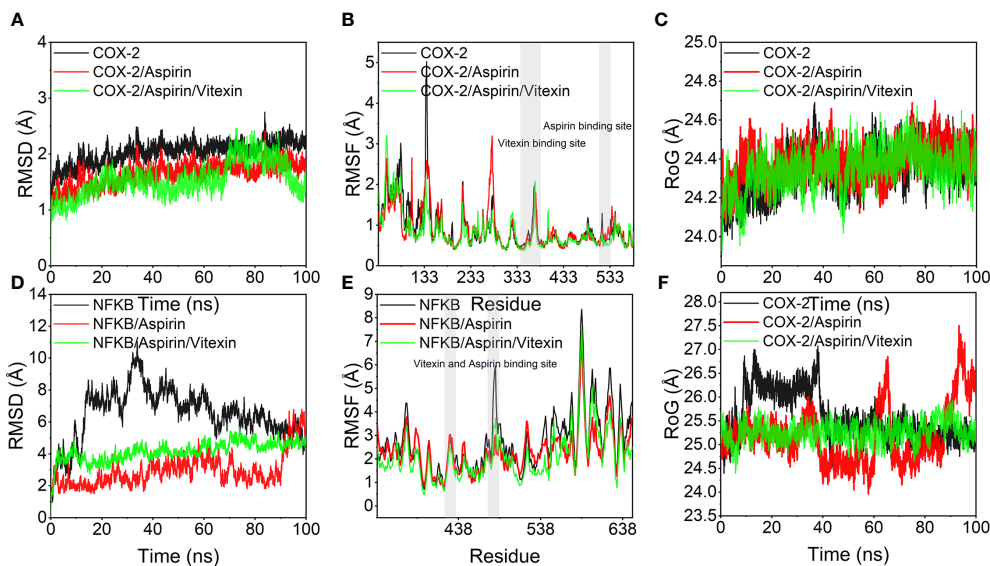 A
4
3
2
1
0
RMSD (Å)
COX-2
COX-2/Aspirin
COX-2/Aspirin/Vitexin
0 20 40 60 80 100
Time (ns)
B
5
4
3
2
1
0
RMSF (Å)
COX-2
COX-2/Aspirin
COX-2/Aspirin/Vitexin
Aspirin binding site
Vitexin binding site
133 233 333 433 533
Residue
C
25.0
24.8
24.6
24.4
24.2
24.0
RoG (Å)
COX-2
COX-2/Aspirin
COX-2/Aspirin/Vitexin
0 20 40 60 80 100
Time (ns)
D
14
12
10
8
6
4
2
0
RMSD (Å)
NFKB
NFKB/Aspirin
NFKB/Aspirin/Vitexin
0 20 40 60 80 100
Time (ns)
E
9
8
7
6
5
4
3
2
1
0
RMSF (Å)
NFKB
NFKB/Aspirin
NFKB/Aspirin/Vitexin
Vitexin and Aspirin binding site
438 538 638
Residue
F
28.0
27.2
26.5
25.7
25.0
24.2
23.5
RoG (Å)
COX-2
COX-2/Aspirin
COX-2/Aspirin/Vitexin
0 20 40 60 80 100
Time (ns)